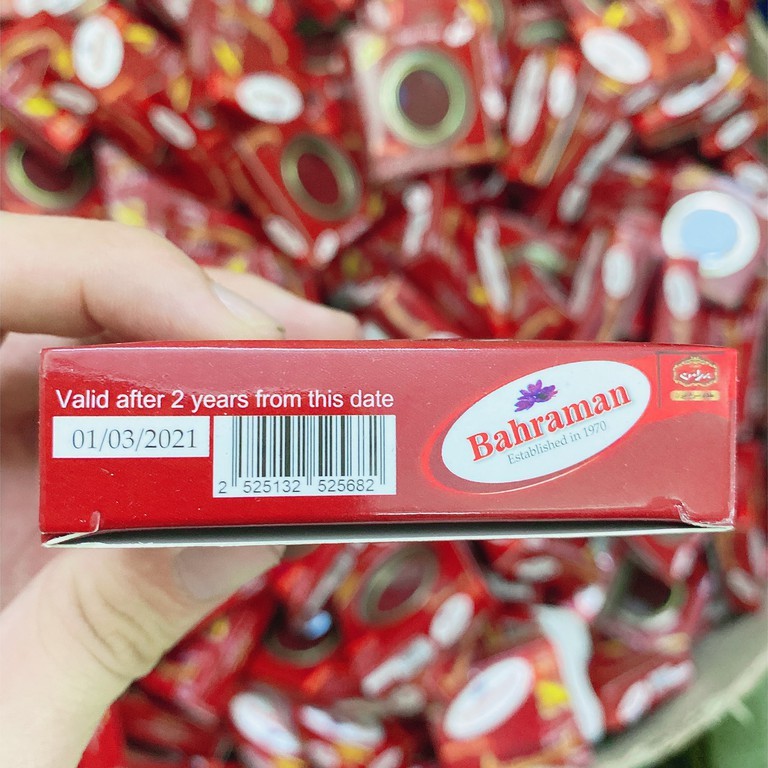 Valid after 2 years from this date
01/03/2021
2 525132 525682
Bahraman
Established in 1970